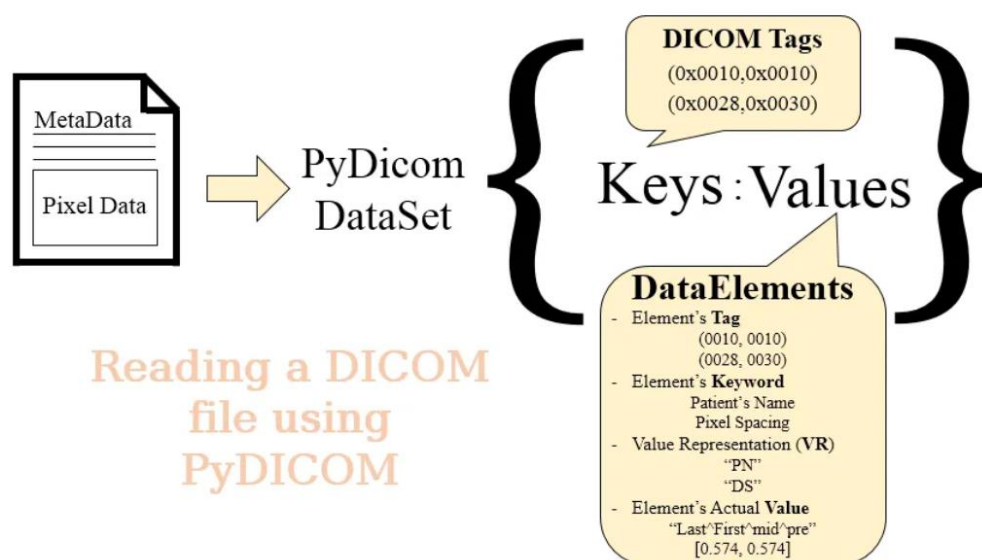 MetaData
Pixel Data
PyDicom
DataSet
DICOM Tags
(0x0010,0x0010)
(0x0028,0x0030)
{ Keys : Values }
DataElements
- Element's Tag
(0010, 0010)
(0028, 0030)
- Element's Keyword
Patient's Name
Pixel Spacing
- Value Representation (VR)
“PN”
“DS”
- Element's Actual Value
“Last^First^mid^pre”
[0.574, 0.574]
Reading a DICOM
file using
PyDICOM